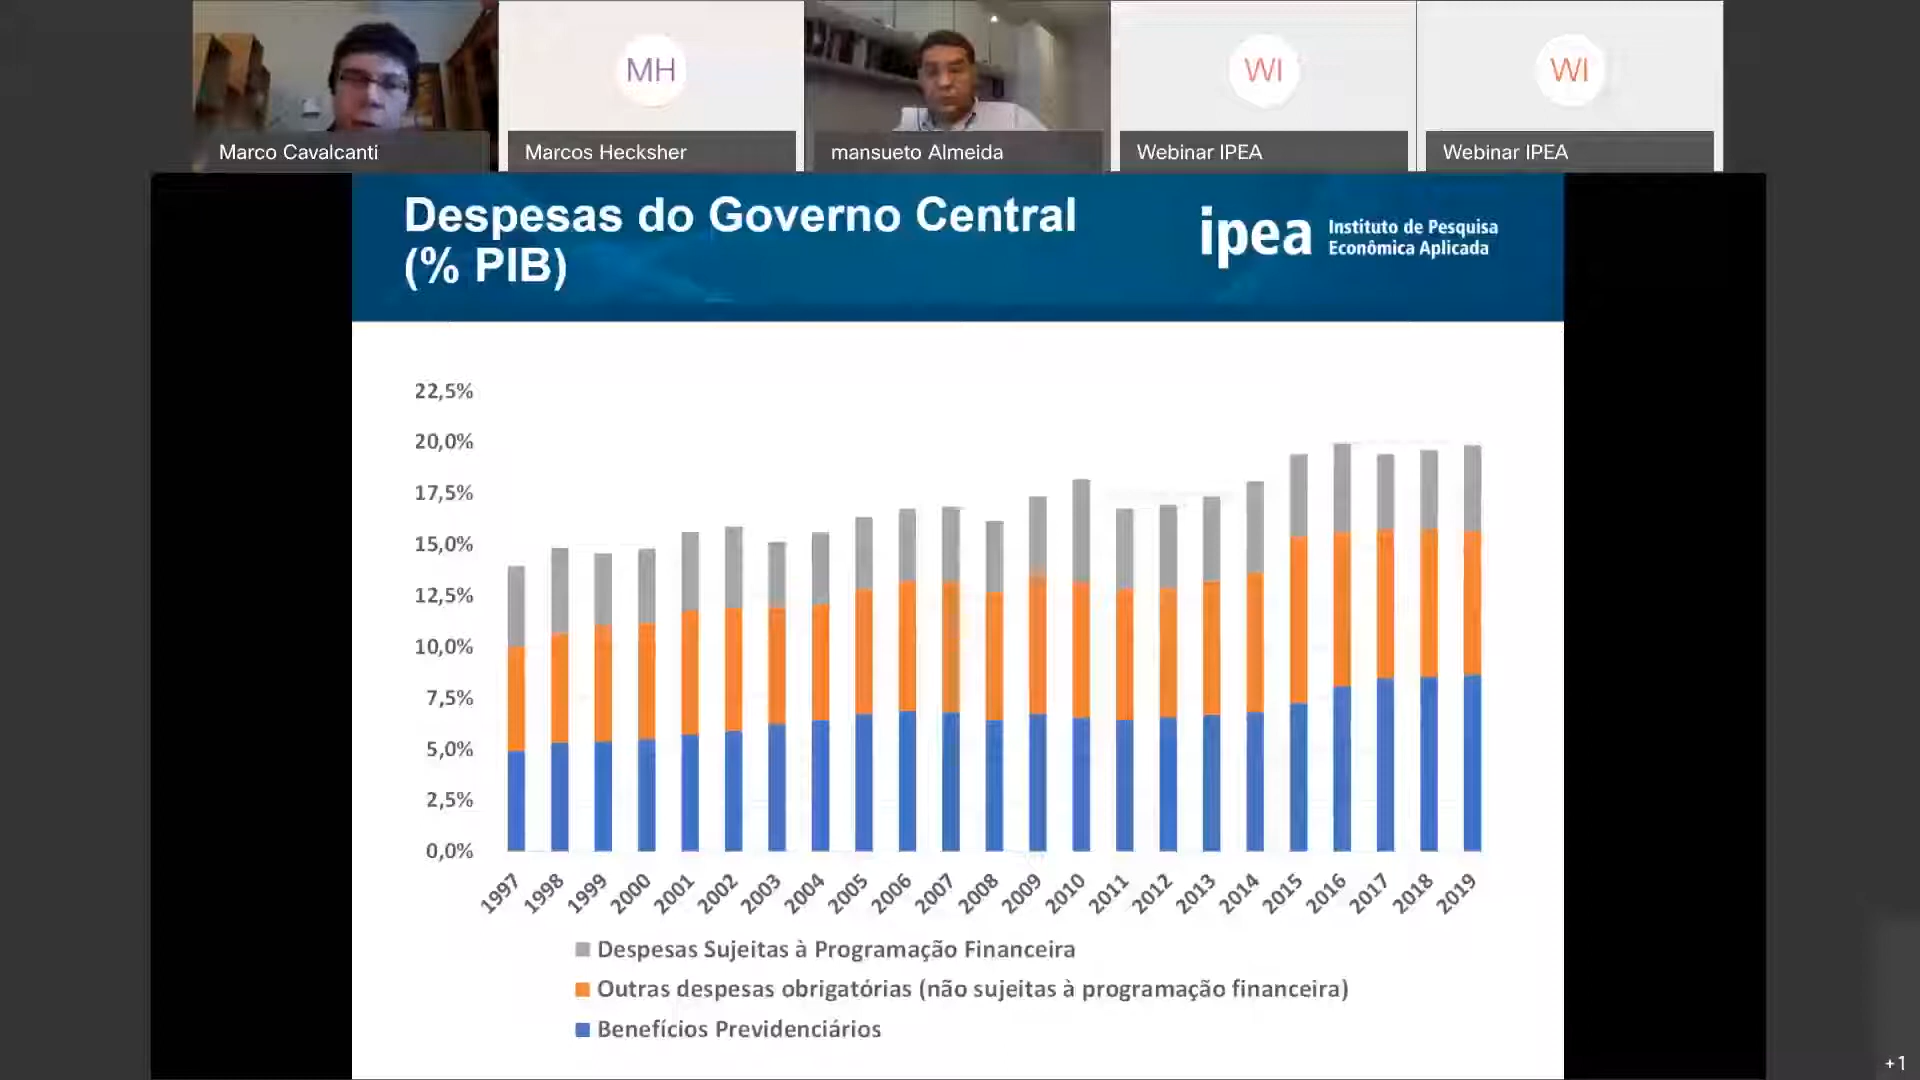 MH
WI
WI
Marco Cavalcanti
Marcos Hecksher
mansueto Almeida
Webinar IPEA
Webinar IPEA
Despesas do Governo Central
(% PIB)
ipea
Instituto de Pesquisa
Econômica Aplicada
22,5%
20,0%
17,5%
15,0%
12,5%
10,0%
7,5%
5,0%
2,5%
0,0%
1997
1998
1999
2000
2001
2002
2003
2004
2005
2006
2007
2008
2009
2010
2011
2012
2013
2014
2015
2016
2017
2018
2019
Despesas Sujeitas à Programação Financeira
Outras despesas obrigatórias (não sujeitas à programação financeira)
Benefícios Previdenciários
+1